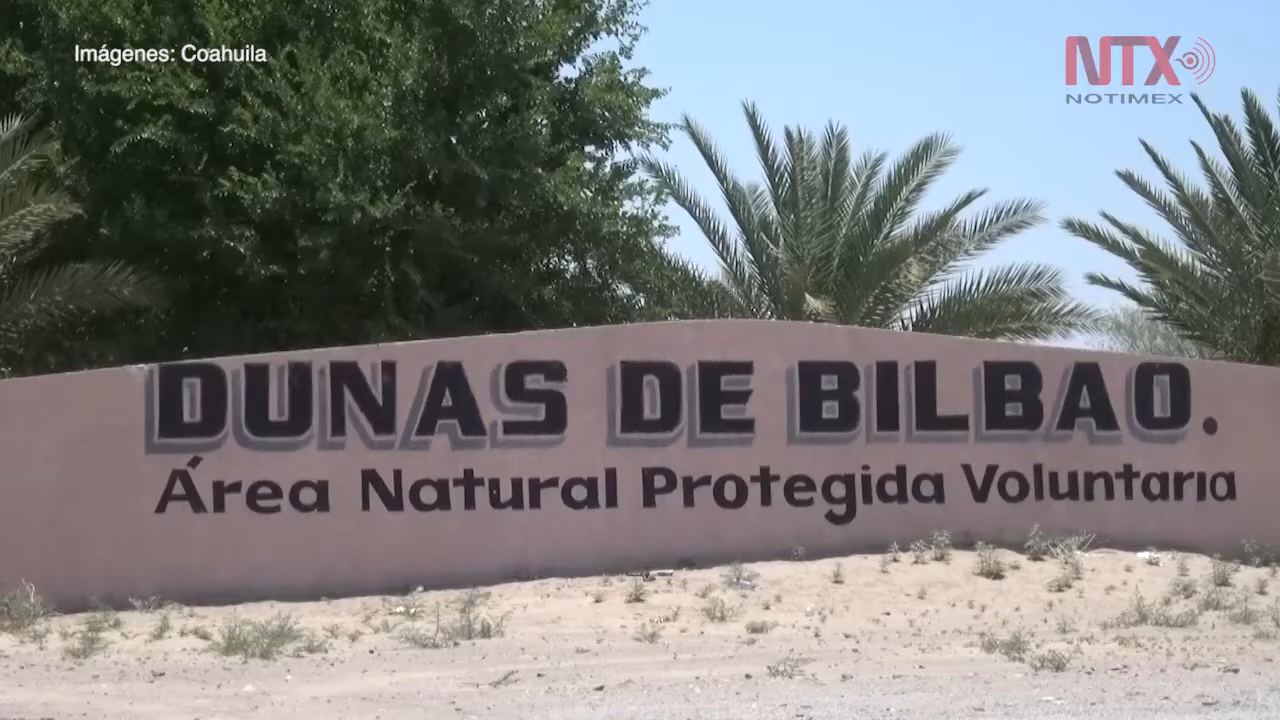 Imágenes: Coahuila
NTX
NOTIMEX
DUNAS DE BILBAO.
Área Natural Protegida Voluntaria